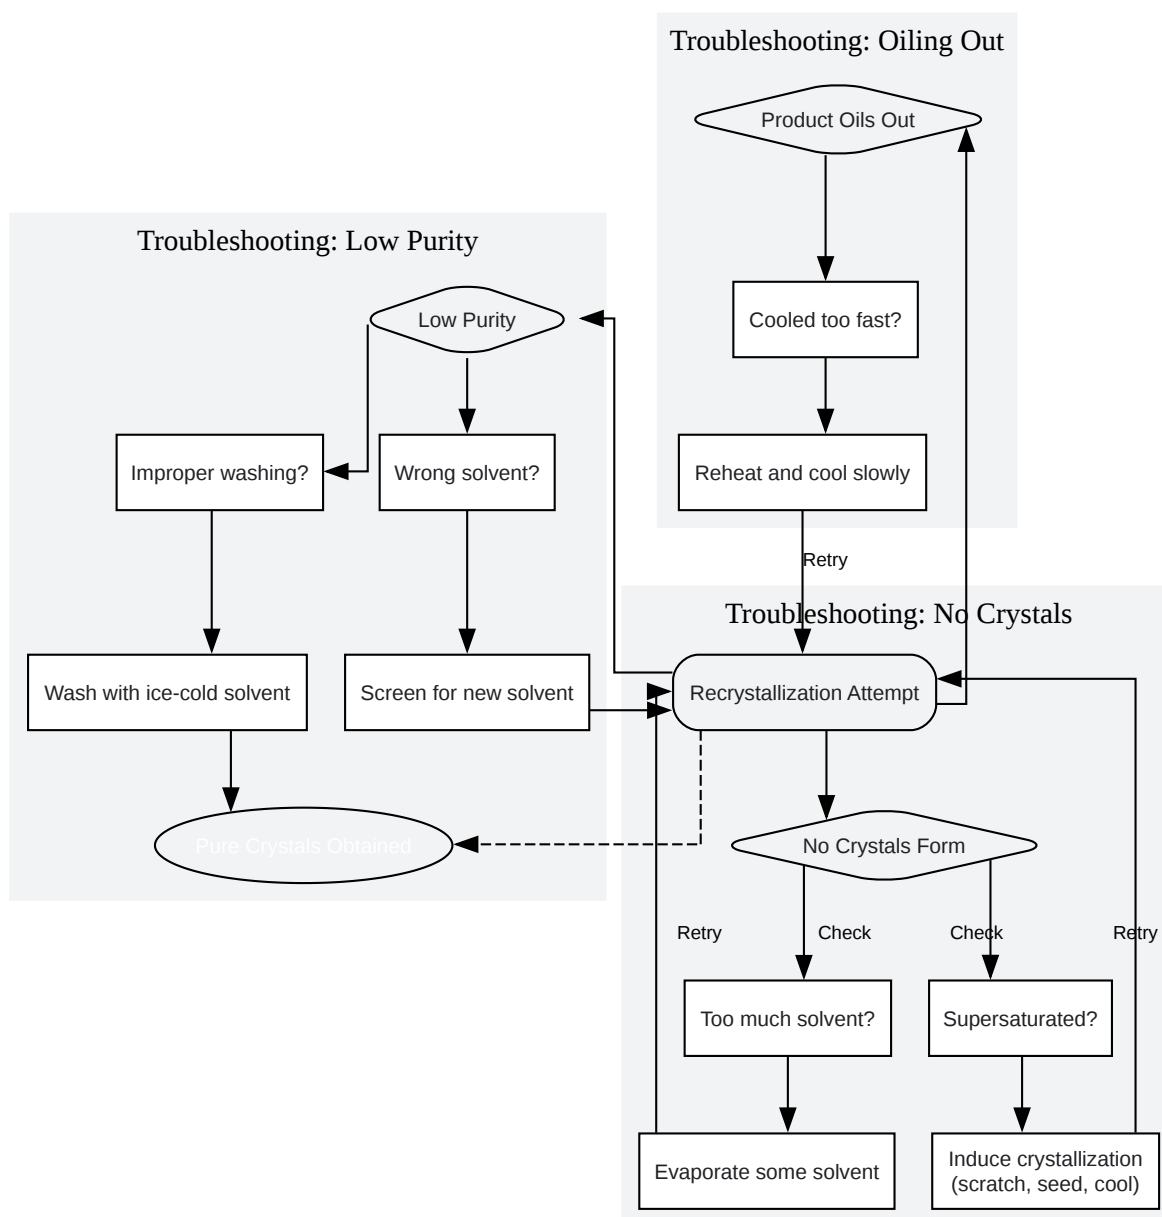 Troubleshooting: Oiling Out
Product Oils Out
Troubleshooting: Low Purity
Low Purity
Cooled too fast?
Improper washing?
Wrong solvent?
Reheat and cool slowly
Retry
Troubleshooting: No Crystals
Wash with ice-cold solvent
Screen for new solvent
Recrystallization Attempt
Pure Crystals Obtained
No Crystals Form
Retry
Check
Check
Retry
Too much solvent?
Supersaturated?
Evaporate some solvent
Induce crystallization
(scratch, seed, cool)